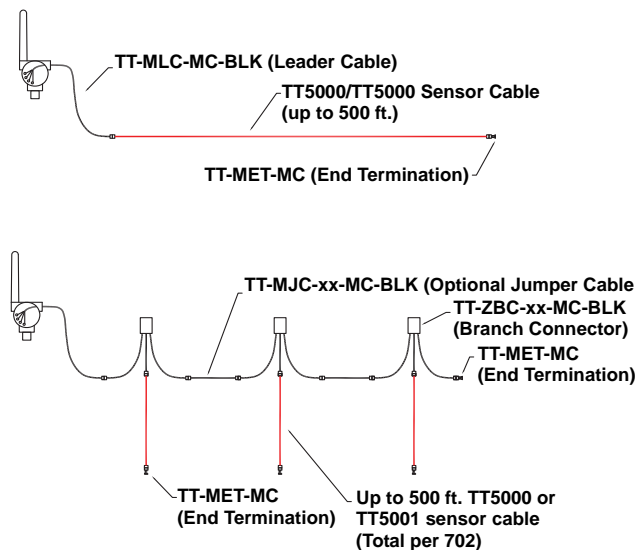 TT-MLC-MC-BLK (Leader Cable)
TT5000/TT5000 Sensor Cable
(up to 500 ft.)
TT-MET-MC (End Termination)
TT-MJC-xx-MC-BLK (Optional Jumper Cable
TT-ZBC-xx-MC-BLK
(Branch Connector)
TT-MET-MC
(End Termination)
TT-MET-MC
(End Termination)
Up to 500 ft. TT5000 or
TT5001 sensor cable
(Total per 702)